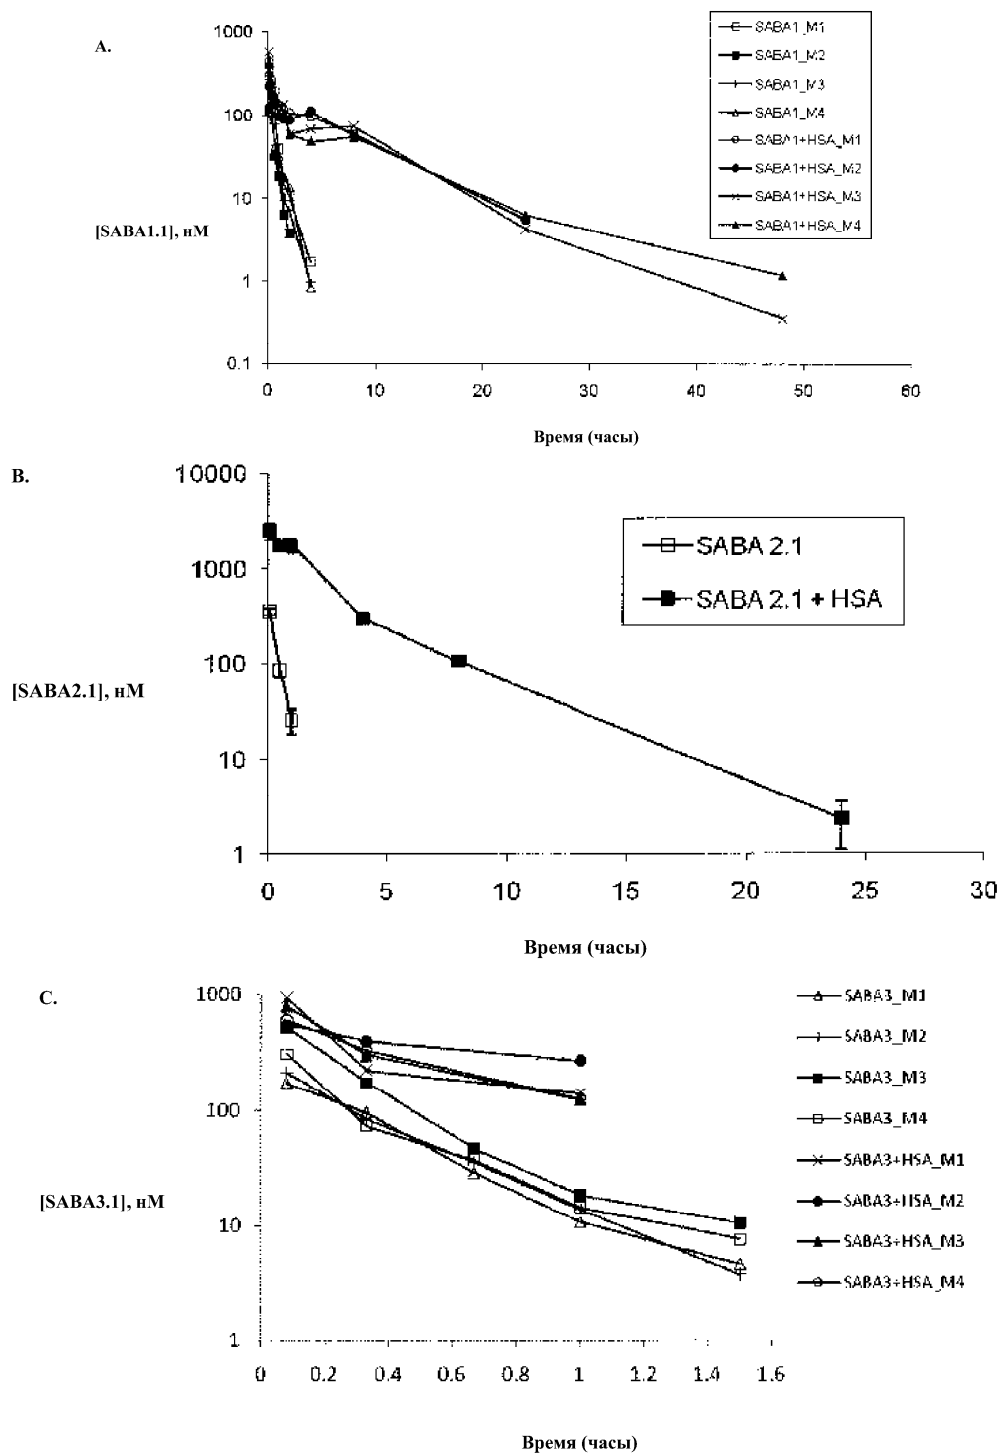 A.
1000
100
10
1
0.1
[SABA1.1], нМ
0
10
20
30
40
50
60
Время (часы)
SABA1_M1
SABA1_M2
SABA1_M3
SABA1_M4
SABA1+HSA_M1
SABA1+HSA_M2
SABA1+HSA_M3
SABA1+HSA_M4
B.
10000
1000
100
10
1
[SABA2.1], нМ
0
5
10
15
20
25
30
Время (часы)
SABA 2.1
SABA 2.1 + HSA
C.
1000
100
10
1
[SABA3.1], нМ
0
0.2
0.4
0.6
0.8
1
1.2
1.4
1.6
Время (часы)
SABA3_M1
SABA3_M2
SABA3_M3
SABA3_M4
SABA3+HSA_M1
SABA3+HSA_M2
SABA3+HSA_M3
SABA3+HSA_M4